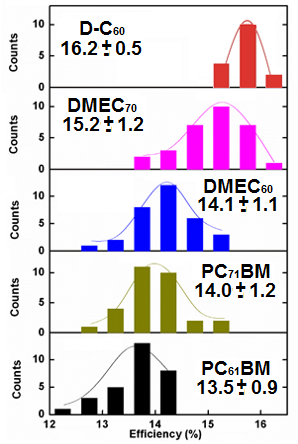 D-C₆₀
16.2 ± 0.5
10
5
0
Counts
DMEC₇₀
15.2 ± 1.2
10
5
0
Counts
DMEC₆₀
14.1 ± 1.1
10
5
0
Counts
PC₇₁BM
14.0 ± 1.2
10
5
0
Counts
PC₆₁BM
13.5 ± 0.9
10
5
0
Counts
12 13 14 15 16
Efficiency (%)